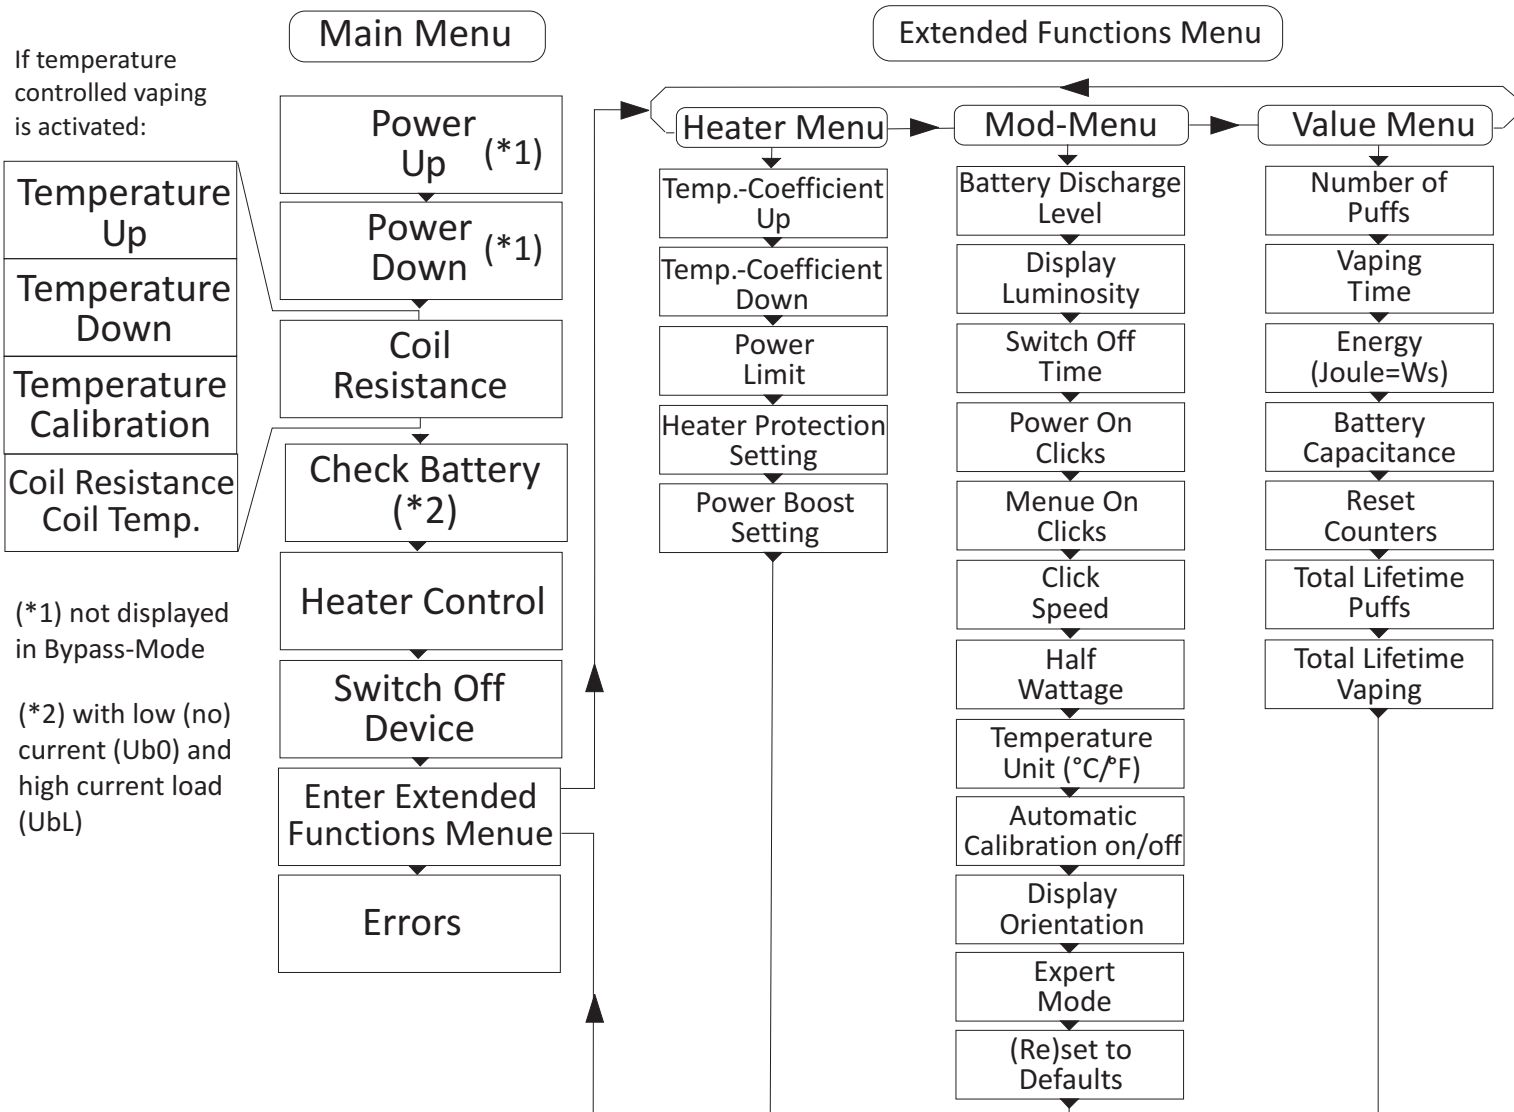 Main Menu
Extended Functions Menu
If temperature
controlled vaping
is activated:
Temperature
Up
Temperature
Down
Temperature
Calibration
Coil Resistance
Coil Temp.
(*1) not displayed
in Bypass-Mode
(*2) with low (no)
current (Ub0) and
high current load
(UbL)
Power
Up (*1)
Power
Down (*1)
Coil
Resistance
Check Battery
(*2)
Heater Control
Switch Off
Device
Enter Extended
Functions Menue
Errors
Heater Menu
Temp.-Coefficient
Up
Temp.-Coefficient
Down
Power
Limit
Heater Protection
Setting
Power Boost
Setting
Mod-Menu
Battery Discharge
Level
Display
Luminosity
Switch Off
Time
Power On
Clicks
Menue On
Clicks
Click
Speed
Half
Wattage
Temperature
Unit (°C/°F)
Automatic
Calibration on/off
Display
Orientation
Expert
Mode
(Re)set to
Defaults
Value Menu
Number of
Puffs
Vaping
Time
Energy
(Joule=Ws)
Battery
Capacitance
Reset
Counters
Total Lifetime
Puffs
Total Lifetime
Vaping